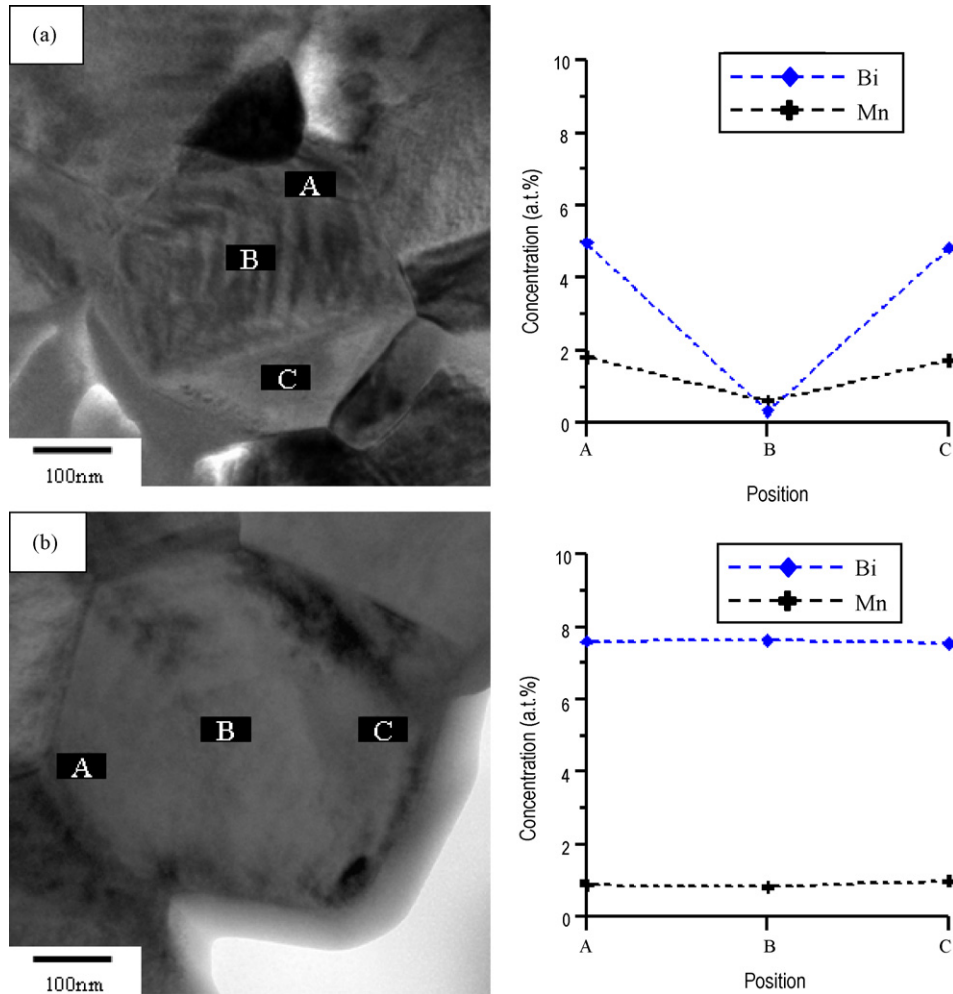 (a)
A
B
C
100nm
10
8
6
4
2
0
Concentration (a.t.%)
Bi
Mn
A
B
C
Position
(b)
A
B
C
100nm
10
8
6
4
2
0
Concentration (a.t.%)
Bi
Mn
A
B
C
Position